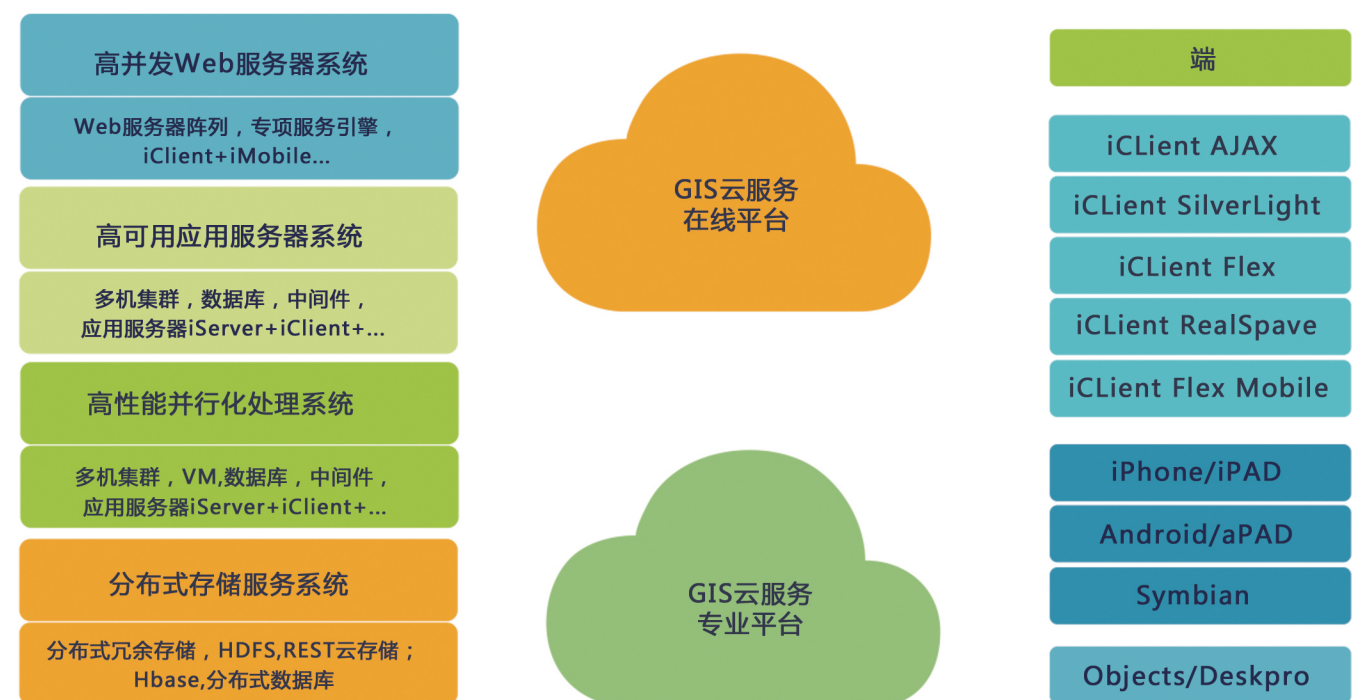 高并发Web服务器系统
Web服务器阵列，专项服务引擎，
iClient+iMobile...
高可用应用服务器系统
多机集群，数据库，中间件，
应用服务器iServer+iClient+...
高性能并行化处理系统
多机集群，VM,数据库，中间件，
应用服务器iServer+iClient+...
分布式存储服务系统
分布式冗余存储，HDFS,REST云存储；
Hbase,分布式数据库
GIS云服务
在线平台
GIS云服务
专业平台
端
iCLient AJAX
iCLient SilverLight
iCLient Flex
iCLient RealSpave
iCLient Flex Mobile
iPhone/iPAD
Android/aPAD
Symbian
Objects/Deskpro